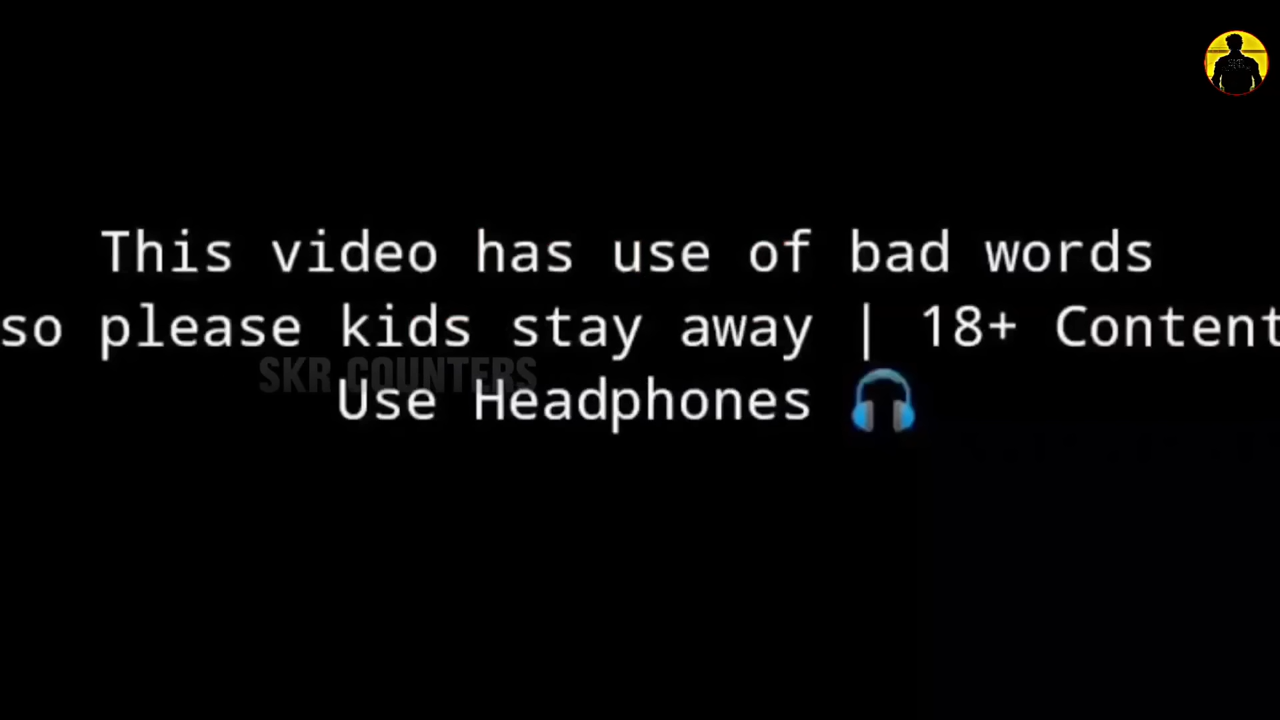 This video has use of bad words
so please kids stay away | 18+ Content
SKR COUNTERS
Use Headphones 🎧